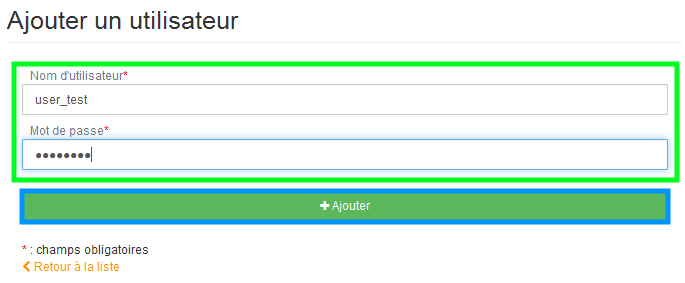 Ajouter un utilisateur
Nom d'utilisateur*
user_test
Mot de passe*
••••••••
Ajouter
* : champs obligatoires
Retour à la liste